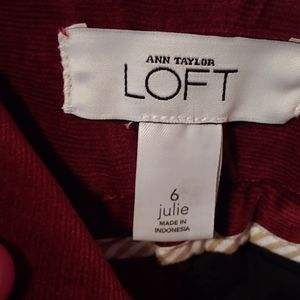 ANN TAYLOR
LOFT
6
julie
MADE IN
INDONESIA